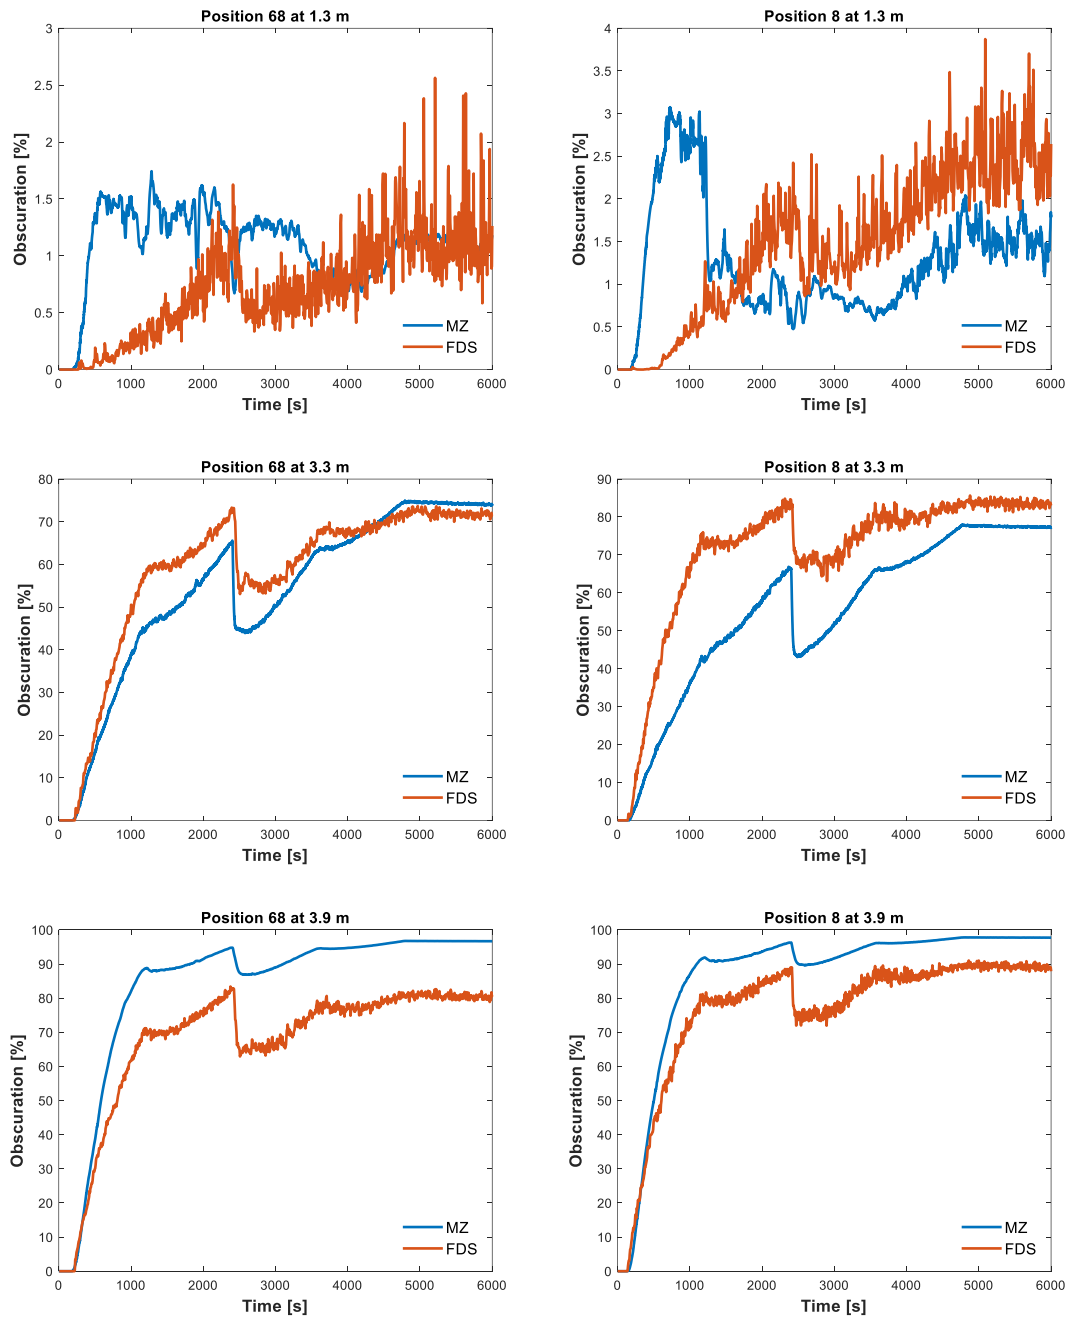 Position 68 at 1.3 m
3
2.5
2
1.5
1
0.5
0
Obscuration [%]
MZ
FDS
0 1000 2000 3000 4000 5000 6000
Time [s]
Position 8 at 1.3 m
4
3.5
3
2.5
2
1.5
1
0.5
0
Obscuration [%]
MZ
FDS
0 1000 2000 3000 4000 5000 6000
Time [s]
Position 68 at 3.3 m
80
70
60
50
40
30
20
10
0
Obscuration [%]
MZ
FDS
0 1000 2000 3000 4000 5000 6000
Time [s]
Position 8 at 3.3 m
90
80
70
60
50
40
30
20
10
0
Obscuration [%]
MZ
FDS
0 1000 2000 3000 4000 5000 6000
Time [s]
Position 68 at 3.9 m
100
90
80
70
60
50
40
30
20
10
0
Obscuration [%]
MZ
FDS
0 1000 2000 3000 4000 5000 6000
Time [s]
Position 8 at 3.9 m
100
90
80
70
60
50
40
30
20
10
0
Obscuration [%]
MZ
FDS
0 1000 2000 3000 4000 5000 6000
Time [s]